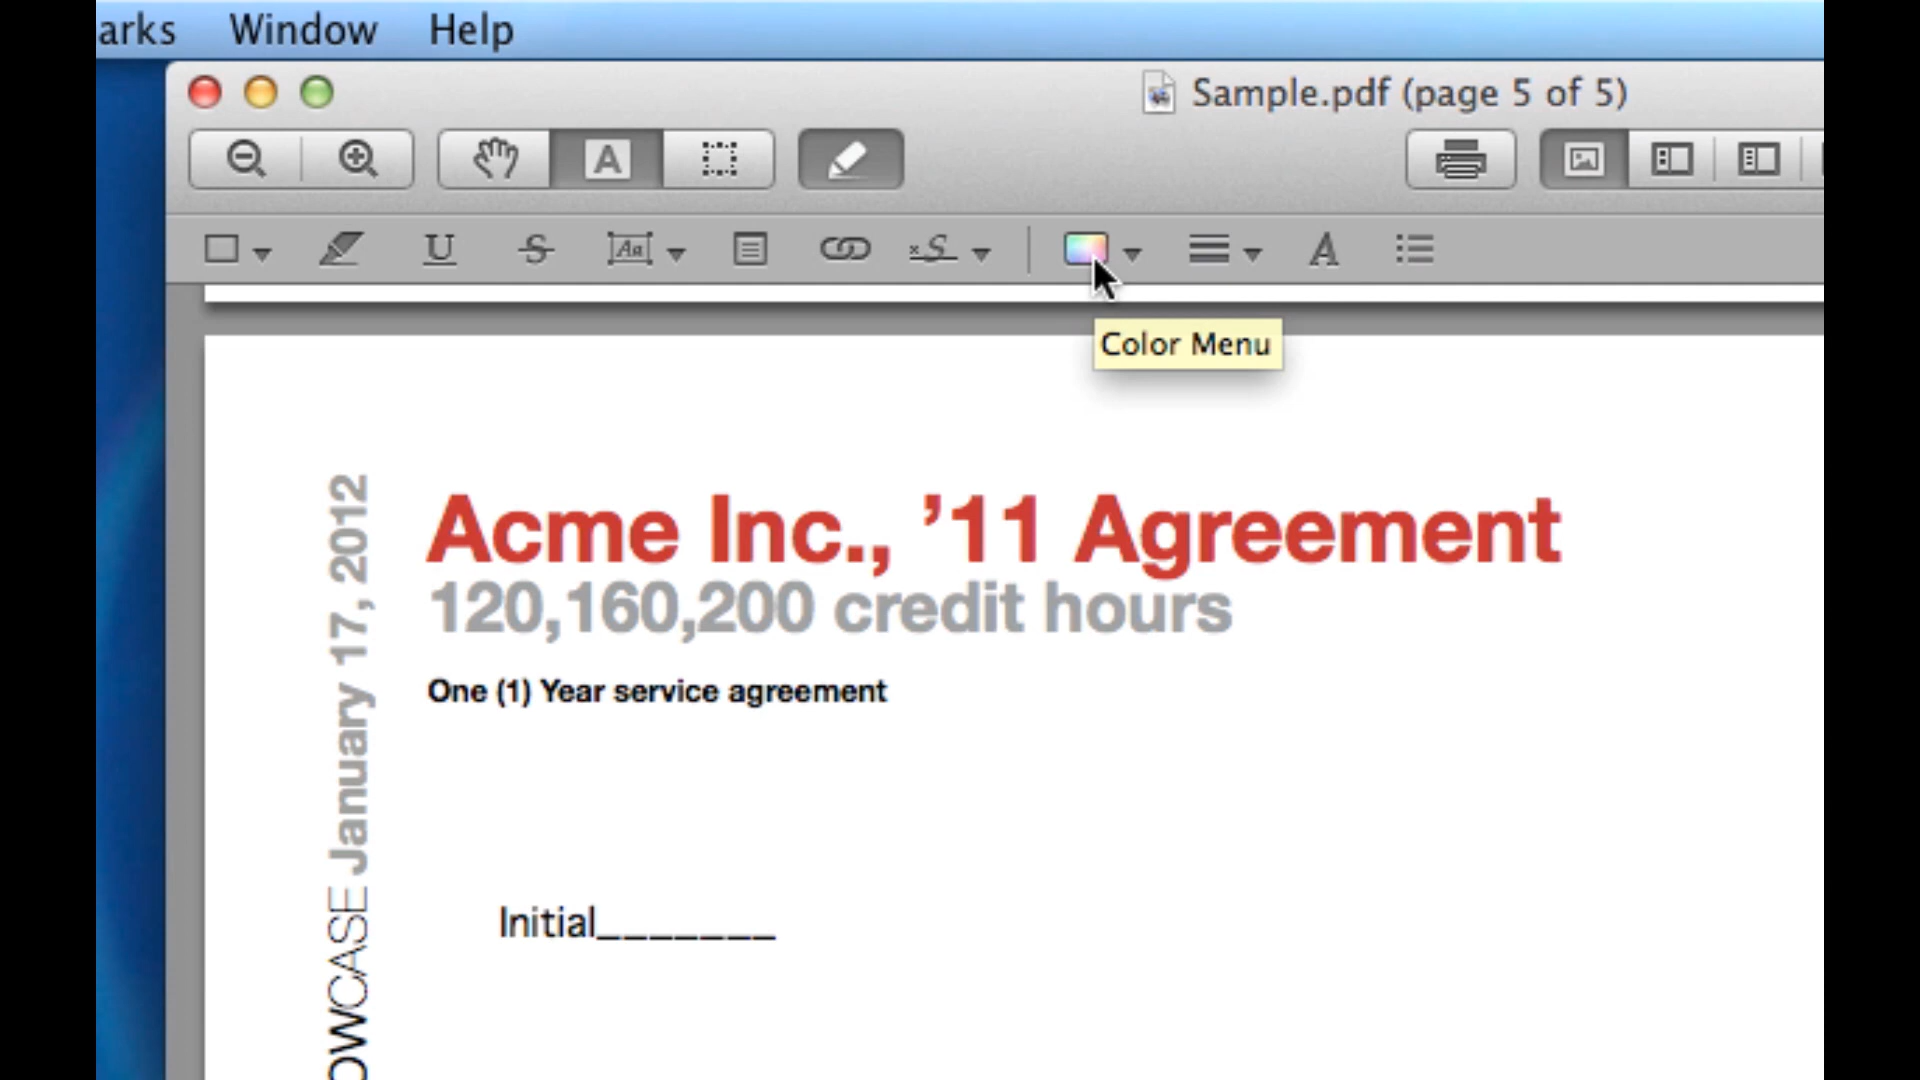 arks Window Help
Sample.pdf (page 5 of 5)
A
U S Aa S A
Color Menu
OWCASE January 17, 2012
Acme Inc., ’11 Agreement
120,160,200 credit hours
One (1) Year service agreement
Initial_______